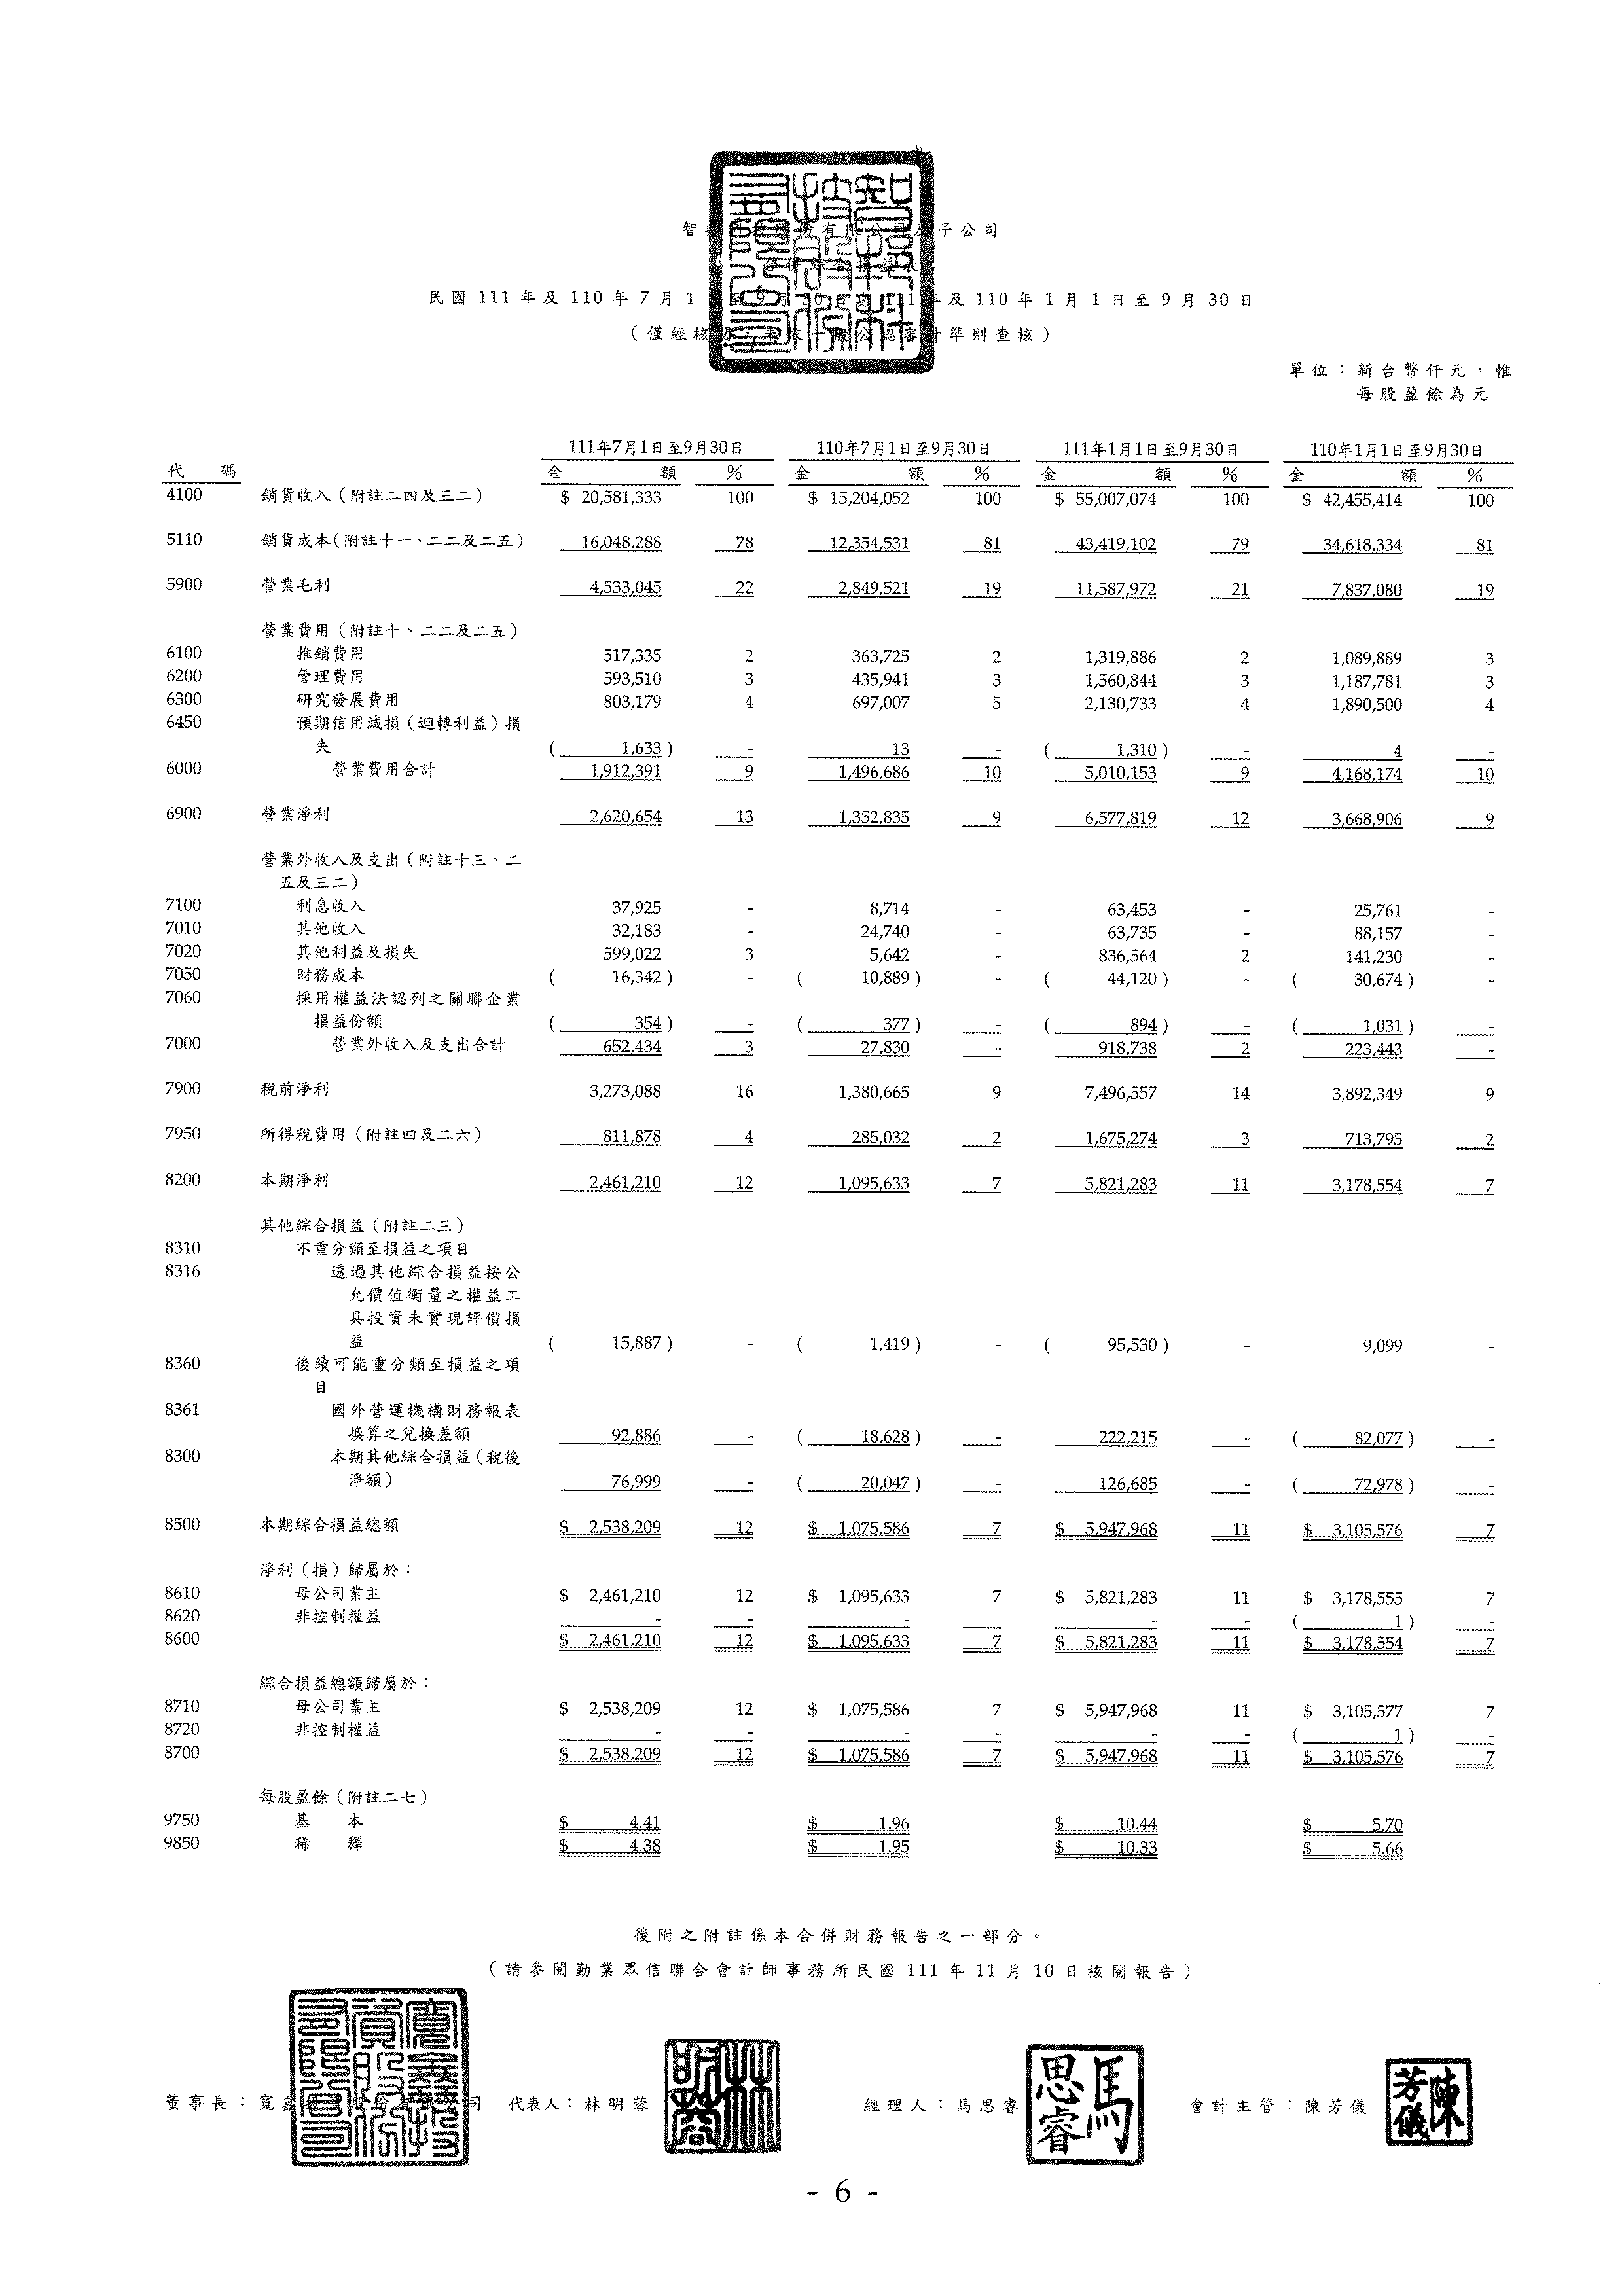 智邦科技股份有限公司及子公司
合併綜合損益表
民國 111 年及 110 年 7 月 1 日至 9 月 30 日與 111 年及 110 年 1 月 1 日至 9 月 30 日
（僅經核閱，未依一般公認審計準則查核）
單位：新台幣仟元，惟
每股盈餘為元
111年7月1日至9月30日 110年7月1日至9月30日 111年1月1日至9月30日 110年1月1日至9月30日
代 碼 金 額 % 金 額 % 金 額 % 金 額 %
4100 銷貨收入（附註二四及三二） $ 20,581,333 100 $ 15,204,052 100 $ 55,007,074 100 $ 42,455,414 100
5110 銷貨成本（附註十一、二二及二五） 16,048,288 78 12,354,531 81 43,419,102 79 34,618,334 81
5900 營業毛利 4,533,045 22 2,849,521 19 11,587,972 21 7,837,080 19
營業費用（附註十、二二及二五）
6100 推銷費用 517,335 2 363,725 2 1,319,886 2 1,089,889 3
6200 管理費用 593,510 3 435,941 3 1,560,844 3 1,187,781 3
6300 研究發展費用 803,179 4 697,007 5 2,130,733 4 1,890,500 4
6450 預期信用減損（迴轉利益）損
失 ( 1,633 ) - 13 - ( 1,310 ) - 4 -
6000 營業費用合計 1,912,391 9 1,496,686 10 5,010,153 9 4,168,174 10
6900 營業淨利 2,620,654 13 1,352,835 9 6,577,819 12 3,668,906 9
營業外收入及支出（附註十三、二
五及三二）
7100 利息收入 37,925 - 8,714 - 63,453 - 25,761 -
7010 其他收入 32,183 - 24,740 - 63,735 - 88,157 -
7020 其他利益及損失 599,022 3 5,642 - 836,564 2 141,230 -
7050 財務成本 ( 16,342 ) - ( 10,889 ) - ( 44,120 ) - ( 30,674 ) -
7060 採用權益法認列之關聯企業
損益份額 ( 354 ) - ( 377 ) - ( 894 ) - ( 1,031 ) -
7000 營業外收入及支出合計 652,434 3 27,830 - 918,738 2 223,443 -
7900 稅前淨利 3,273,088 16 1,380,665 9 7,496,557 14 3,892,349 9
7950 所得稅費用（附註四及二六） 811,878 4 285,032 2 1,675,274 3 713,795 2
8200 本期淨利 2,461,210 12 1,095,633 7 5,821,283 11 3,178,554 7
其他綜合損益（附註二三）
8310 不重分類至損益之項目
8316 透過其他綜合損益按公
允價值衡量之權益工
具投資未實現評價損
益 ( 15,887 ) - ( 1,419 ) - ( 95,530 ) - 9,099 -
8360 後續可能重分類至損益之項
目
8361 國外營運機構財務報表
換算之兌換差額 92,886 - ( 18,628 ) - 222,215 - ( 82,077 ) -
8300 本期其他綜合損益（稅後
淨額） 76,999 - ( 20,047 ) - 126,685 - ( 72,978 ) -
8500 本期綜合損益總額 $ 2,538,209 12 $ 1,075,586 7 $ 5,947,968 11 $ 3,105,576 7
淨利（損）歸屬於：
8610 母公司業主 $ 2,461,210 12 $ 1,095,633 7 $ 5,821,283 11 $ 3,178,555 7
8620 非控制權益 - - - - - - ( 1 ) -
8600 $ 2,461,210 12 $ 1,095,633 7 $ 5,821,283 11 $ 3,178,554 7
綜合損益總額歸屬於：
8710 母公司業主 $ 2,538,209 12 $ 1,075,586 7 $ 5,947,968 11 $ 3,105,577 7
8720 非控制權益 - - - - - - ( 1 ) -
8700 $ 2,538,209 12 $ 1,075,586 7 $ 5,947,968 11 $ 3,105,576 7
每股盈餘（附註二七）
9750 基 本 $ 4.41 $ 1.96 $ 10.44 $ 5.70
9850 稀 釋 $ 4.38 $ 1.95 $ 10.33 $ 5.66
後附之附註係本合併財務報告之一部分。
（請參閱勤業眾信聯合會計師事務所民國 111 年 11 月 10 日核閱報告）
董事長：寬鑫投資股份有限公司 代表人：林明蓉 經理人：馬思睿 會計主管：陳芳儀
馬思睿
陳芳儀
- 6 -